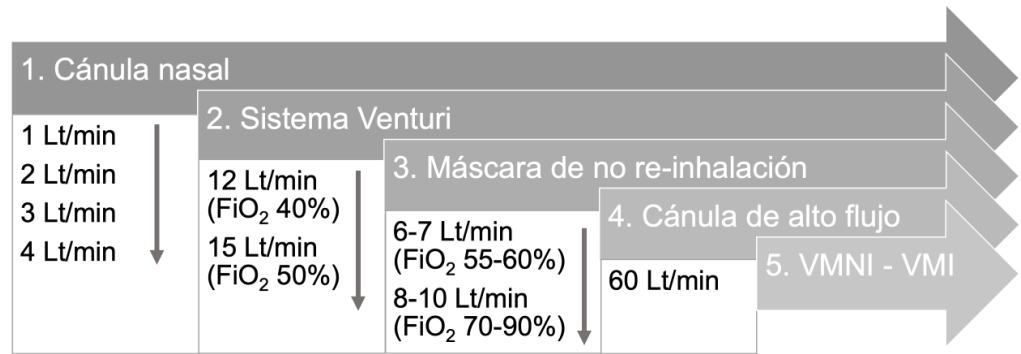 1. Cánula nasal
1 Lt/min
2 Lt/min
3 Lt/min
4 Lt/min
2. Sistema Venturi
12 Lt/min
(FiO₂ 40%)
15 Lt/min
(FiO₂ 50%)
3. Máscara de no re-inhalación
6-7 Lt/min
(FiO₂ 55-60%)
8-10 Lt/min
(FiO₂ 70-90%)
4. Cánula de alto flujo
60 Lt/min
5. VMNI - VMI